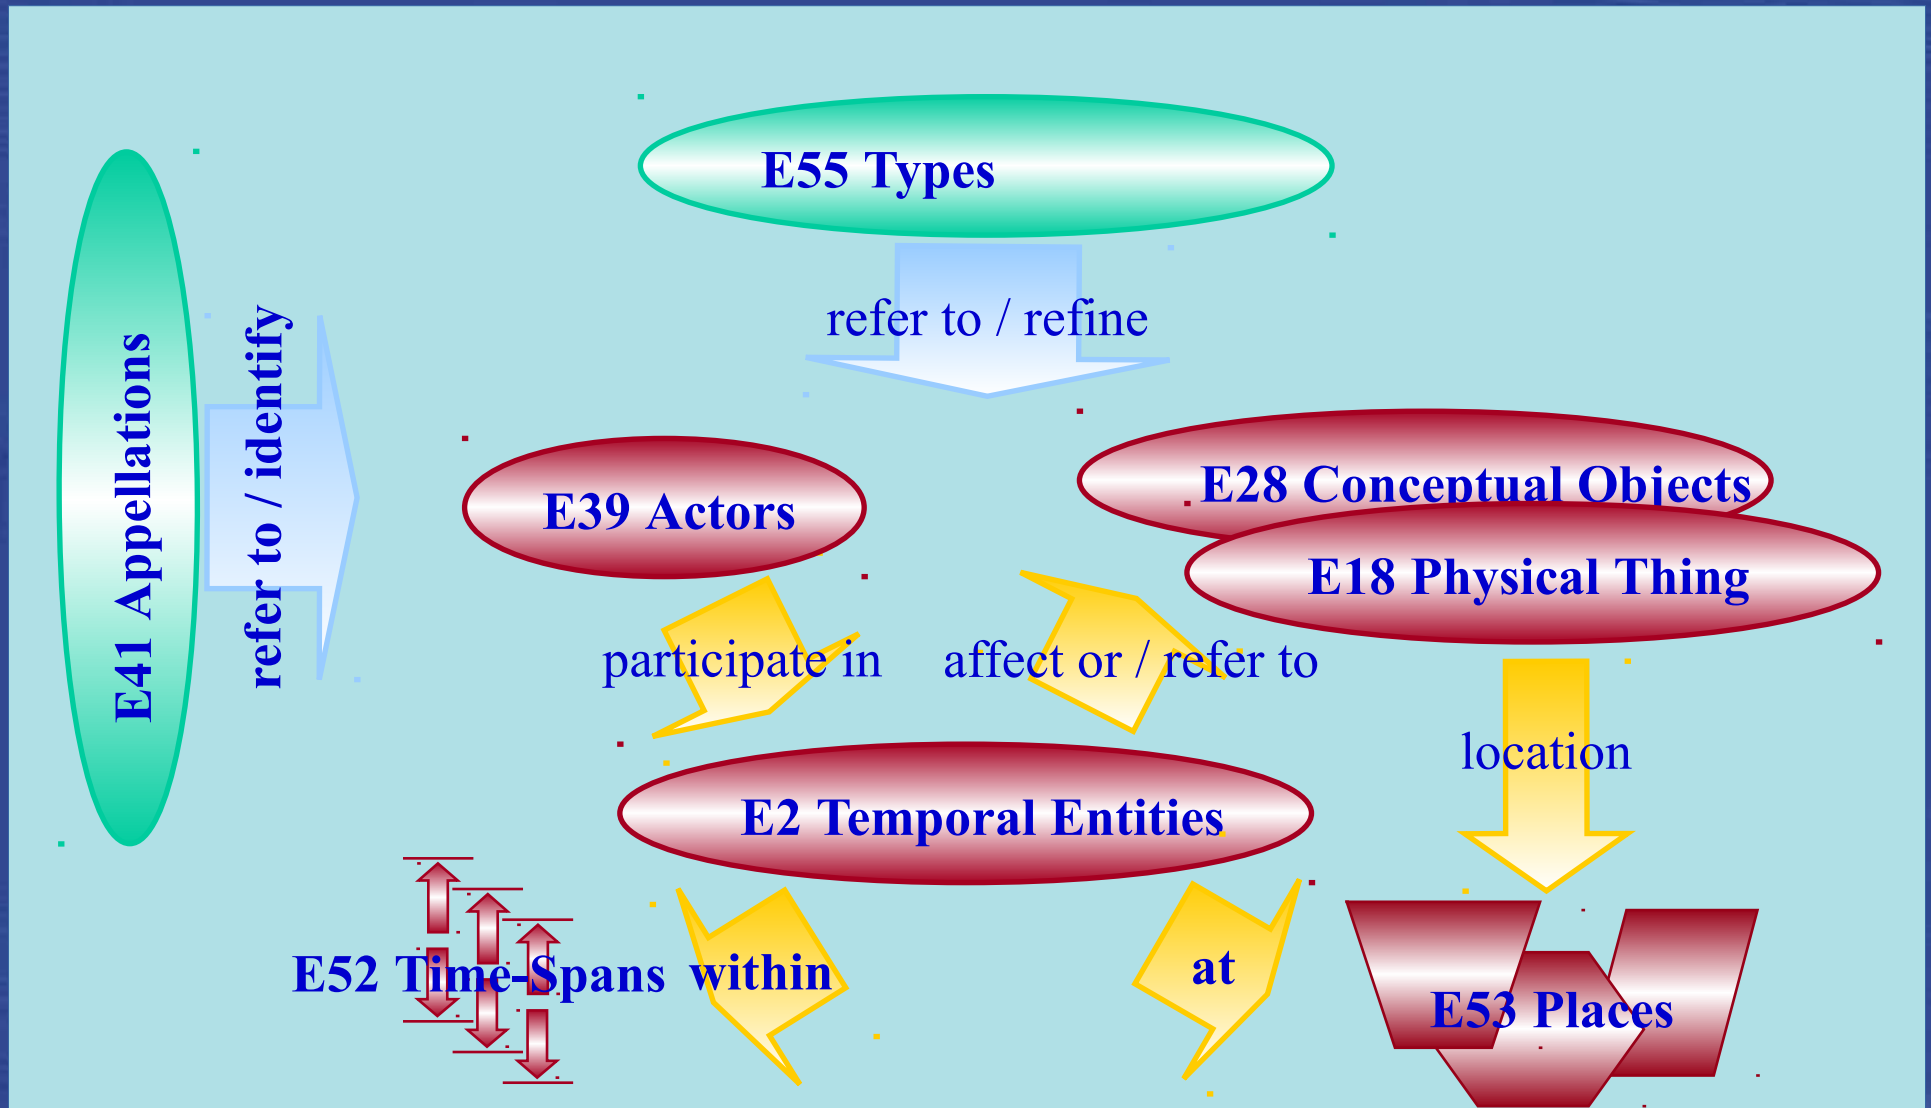 E55 Types
refer to / refine
E41 Appellations
refer to / identify
E39 Actors
E28 Conceptual Objects
E18 Physical Thing
participate in
affect or / refer to
location
E2 Temporal Entities
E52 Time-Spans
within
at
E53 Places